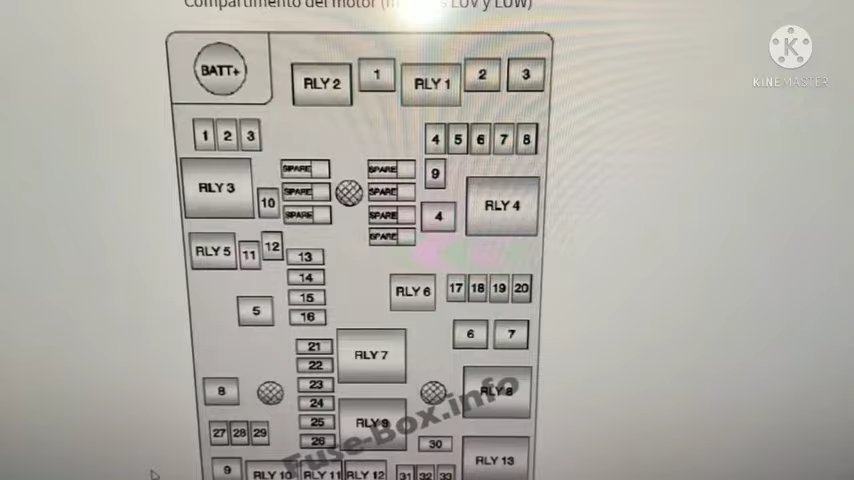 Compartimento del motor ( LUV y LUW)
K
KINEMASTER
BATT+
RLY 2
1
RLY 1
2
3
1 2 3
4 5 6 7 8
RLY 3
SPARE SPARE
9
SPARE SPARE
10
SPARE SPARE
4
RLY 4
SPARE
RLY 5
11
12
13
14
15
16
RLY 6
17 18 19 20
5
6
7
21
22
RLY 7
23
24
25
26
8
RLY 8
RLY 9
27 28 29
30
9
RLY 10
RLY 11
RLY 12
31 32 33
RLY 13
Fuse-Box.info